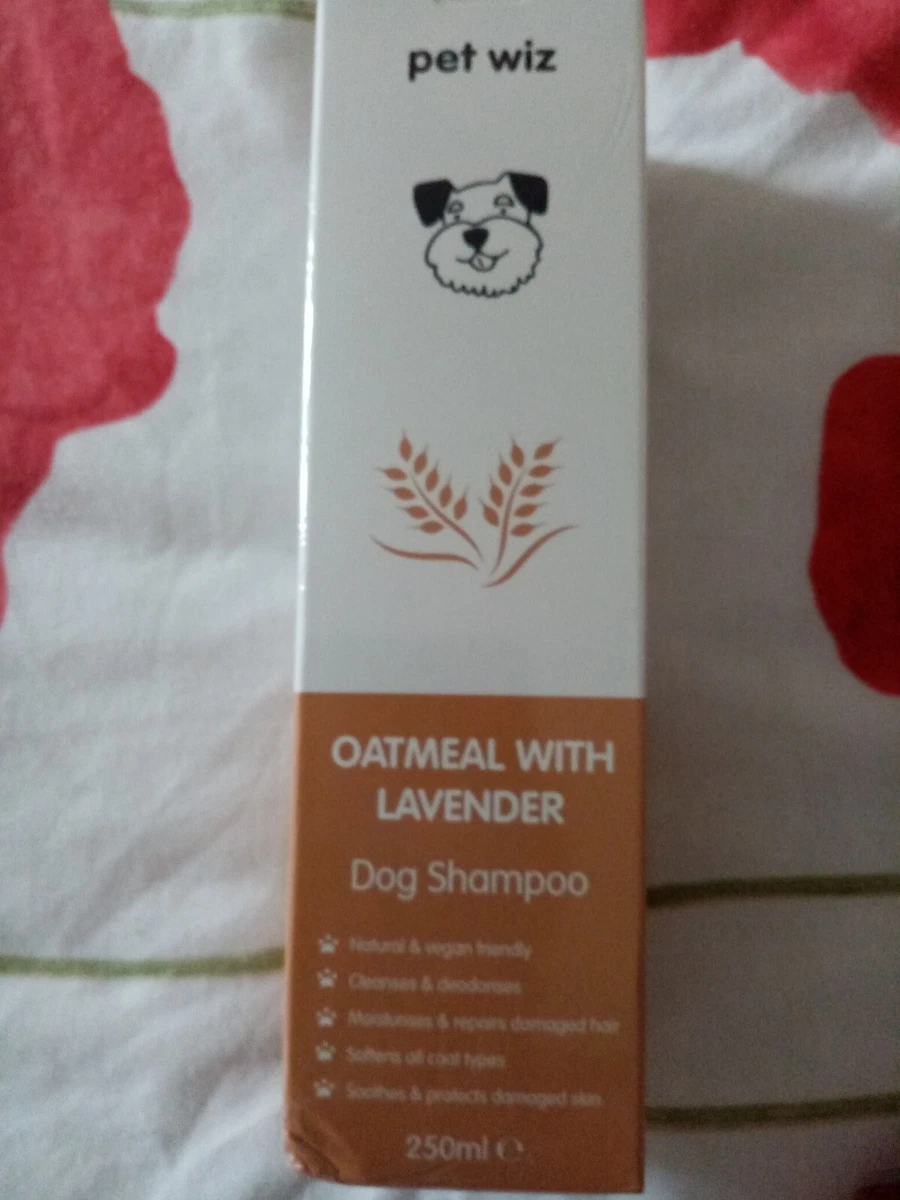 pet wiz
OATMEAL WITH
LAVENDER
Dog Shampoo
Natural & vegan friendly
Cleanses & deodorises
Moisturises & repairs damaged hair
Softens all coat types
Soothes & protects damaged skin
250ml ℮